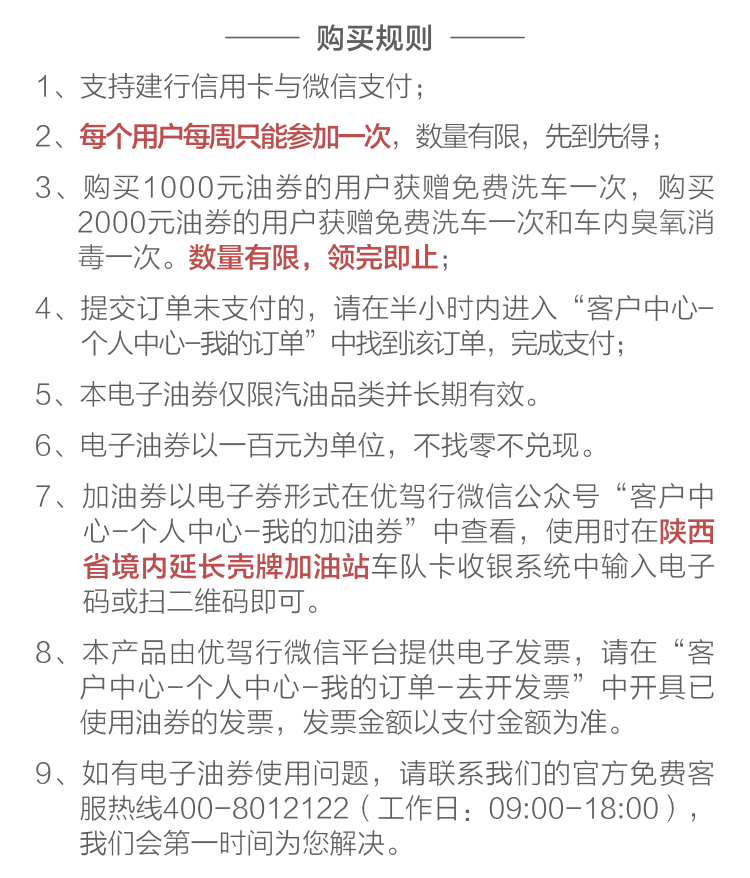 购买规则
1、支持建行信用卡与微信支付；
2、每个用户每周只能参加一次，数量有限，先到先得；
3、购买1000元油券的用户获赠免费洗车一次，购买
2000元油券的用户获赠免费洗车一次和车内臭氧消
毒一次。数量有限，领完即止；
4、提交订单未支付的，请在半小时内进入“客户中心-
个人中心-我的订单”中找到该订单，完成支付；
5、本电子油券仅限汽油品类并长期有效。
6、电子油券以一百元为单位，不找零不兑现。
7、加油券以电子券形式在优驾行微信公众号“客户中
心-个人中心-我的加油券”中查看，使用时在陕西
省境内延长壳牌加油站车队卡收银系统中输入电子
码或扫二维码即可。
8、本产品由优驾行微信平台提供电子发票，请在“客
户中心-个人中心-我的订单-去开发票”中开具已
使用油券的发票，发票金额以支付金额为准。
9、如有电子油券使用问题，请联系我们的官方免费客
服热线400-8012122（工作日：09:00-18:00），
我们会第一时间为您解决。